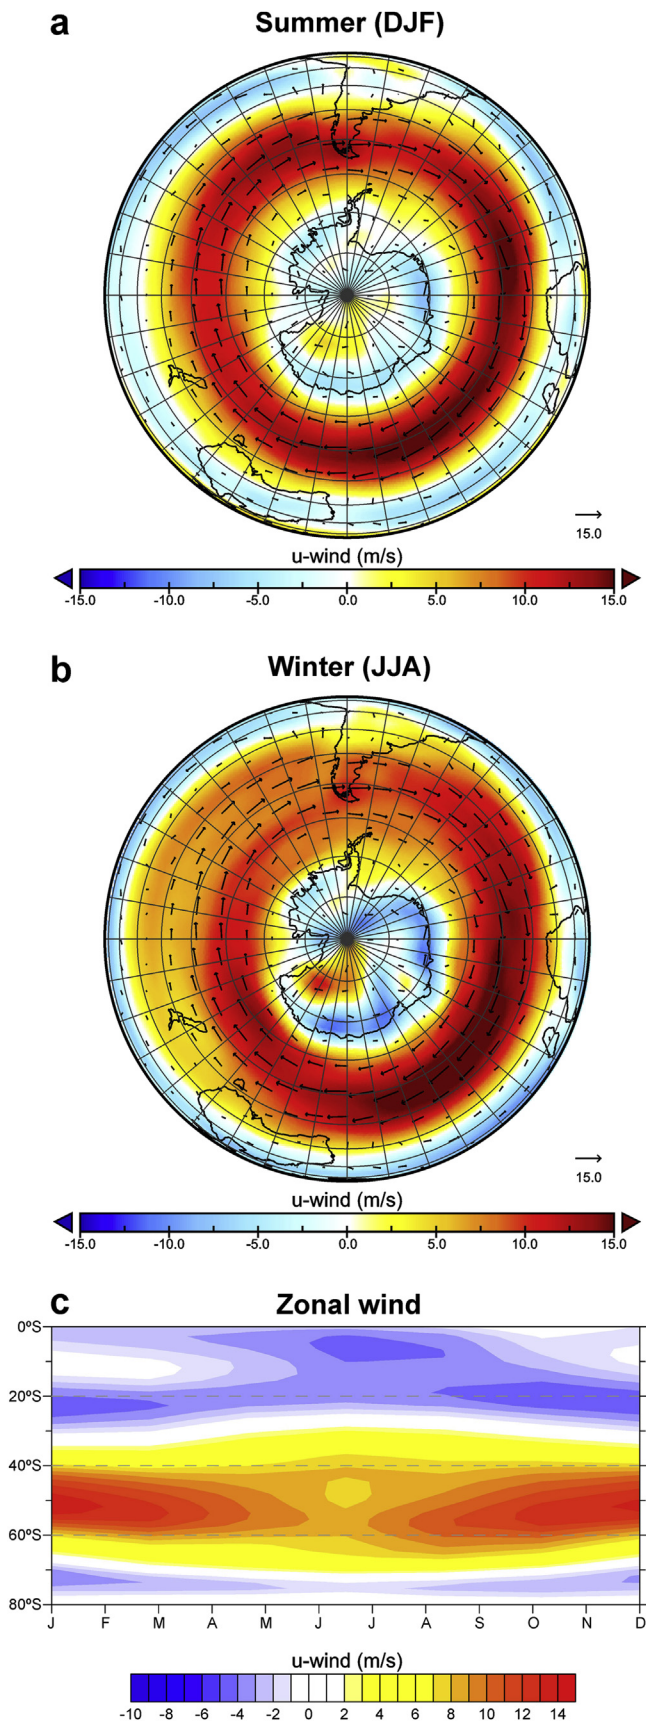 a
Summer (DJF)
15.0
u-wind (m/s)
-15.0 -10.0 -5.0 0.0 5.0 10.0 15.0
b
Winter (JJA)
15.0
u-wind (m/s)
-15.0 -10.0 -5.0 0.0 5.0 10.0 15.0
c
Zonal wind
0ºS
20ºS
40ºS
60ºS
80ºS
J F M A M J J A S O N D
u-wind (m/s)
-10 -8 -6 -4 -2 0 2 4 6 8 10 12 14